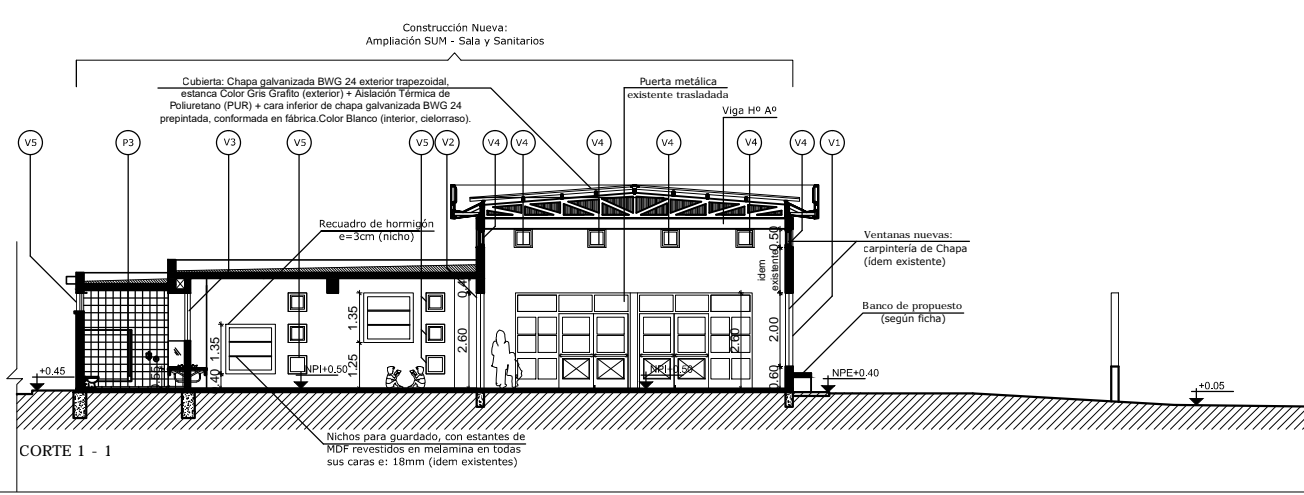 Construcción Nueva:
Ampliación SUM - Sala y Sanitarios
Cubierta: Chapa galvanizada BWG 24 exterior trapezoidal,
estanca Color Gris Grafito (exterior) + Aislación Térmica de
Poliuretano (PUR) + cara inferior de chapa galvanizada BWG 24
prepintada, conformada en fábrica.Color Blanco (interior, cielorraso).
Puerta metálica
existente trasladada
Viga Hº Aº
V5
P3
V3
V5
V5
V2
V4
V4
V4
V4
V4
V4
V1
Recuadro de hormigón
e=3cm (nicho)
Ventanas nuevas:
carpintería de Chapa
(ídem existente)
Banco de propuesto
(según ficha)
0.50
idem
existente
2.00
0.60
2.60
2.60
1.35
1.25
1.35
.40
+0.45
NPI+0.50
NPI+0.50
NPE+0.40
+0.05
Nichos para guardado, con estantes de
MDF revestidos en melamina en todas
sus caras e: 18mm (idem existentes)
CORTE 1 - 1